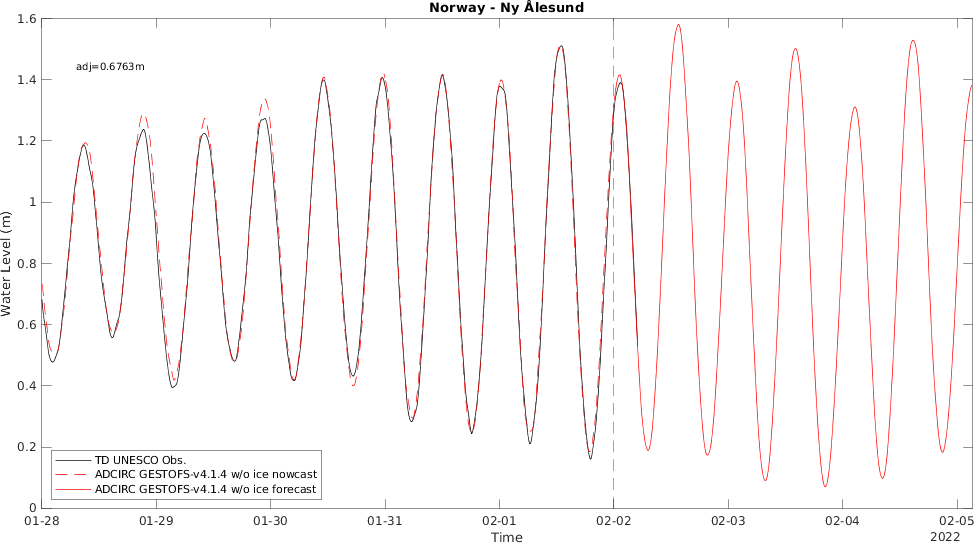 Norway - Ny Ålesund
1.6
1.4
1.2
1
0.8
0.6
0.4
0.2
0
Water Level (m)
adj=0.6763m
TD UNESCO Obs.
ADCIRC GESTOFS-v4.1.4 w/o ice nowcast
ADCIRC GESTOFS-v4.1.4 w/o ice forecast
01-28 01-29 01-30 01-31 02-01 02-02 02-03 02-04 02-05
Time 2022